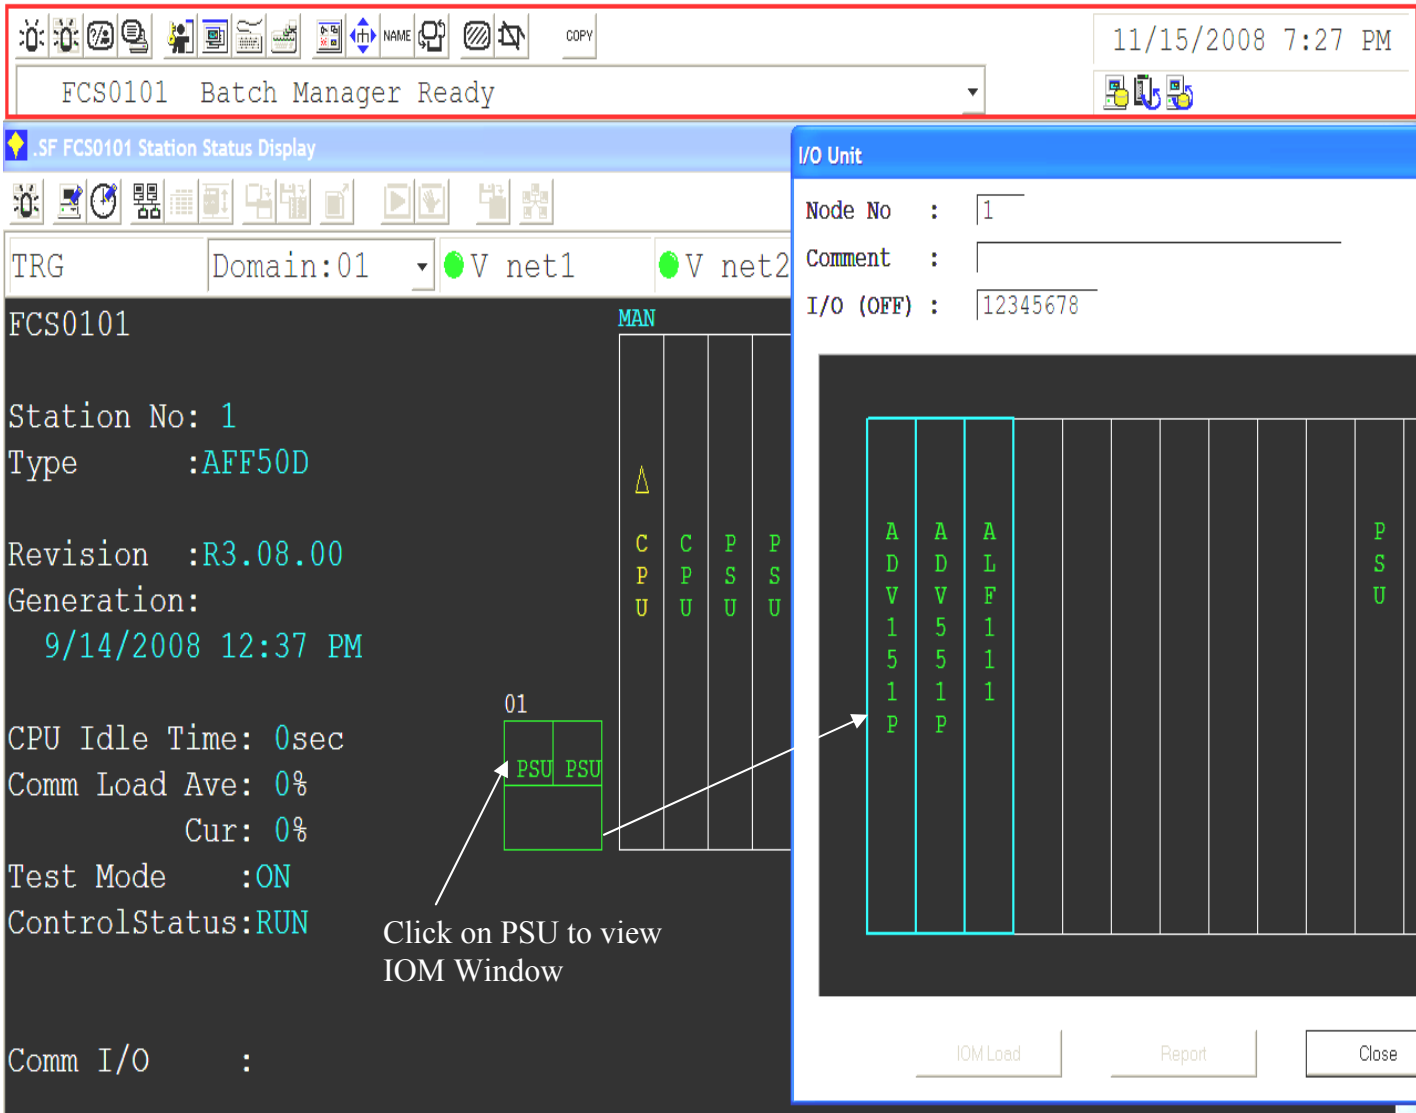 NAME COPY
11/15/2008 7:27 PM
FCS0101 Batch Manager Ready
.SF FCS0101 Station Status Display
TRG Domain:01 V net1 V net2
FCS0101
Station No: 1
Type :AFF50D
Revision :R3.08.00
Generation:
9/14/2008 12:37 PM
CPU Idle Time: 0sec
Comm Load Ave: 0%
Cur: 0%
Test Mode :ON
ControlStatus:RUN
Comm I/O :
01
PSU PSU
Click on PSU to view
IOM Window
MAN
CPU
CPU
PSU
PSU
I/O Unit
Node No : 1
Comment :
I/O (OFF) : 12345678
ADV151P
ADV551P
ALF111
PSU
IOM Load Report Close